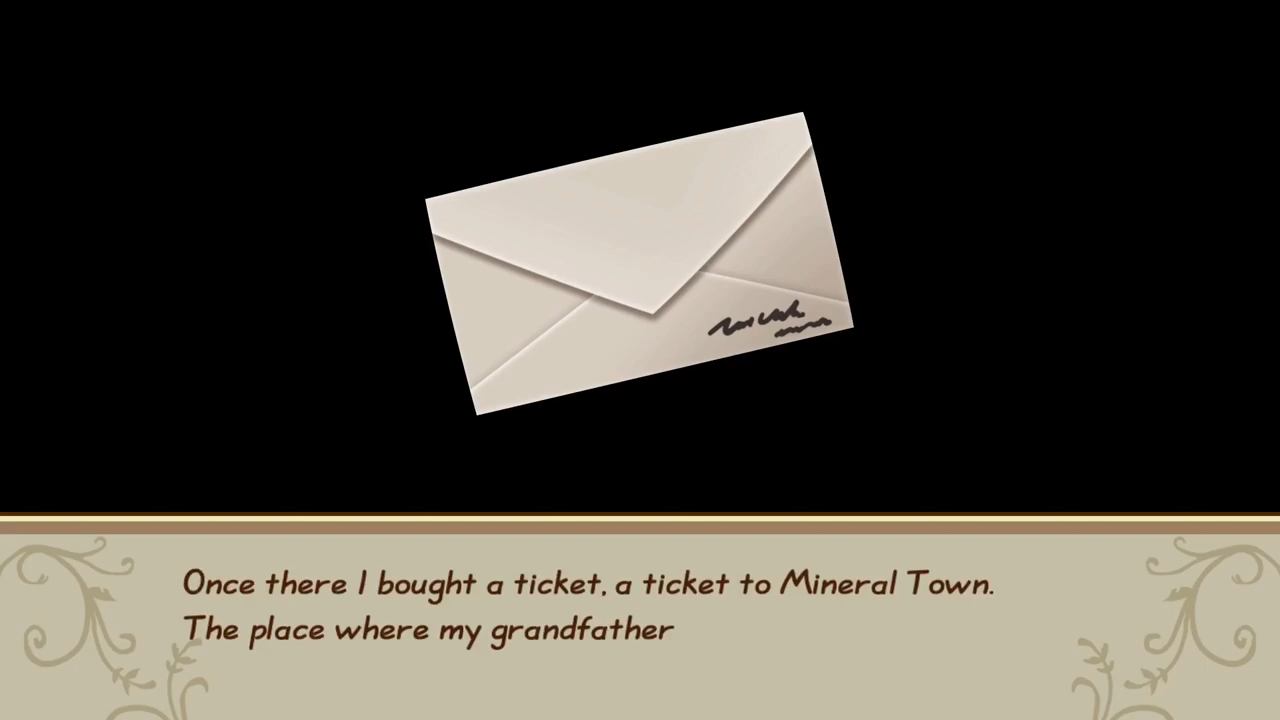 Once there I bought a ticket, a ticket to Mineral Town.
The place where my grandfather